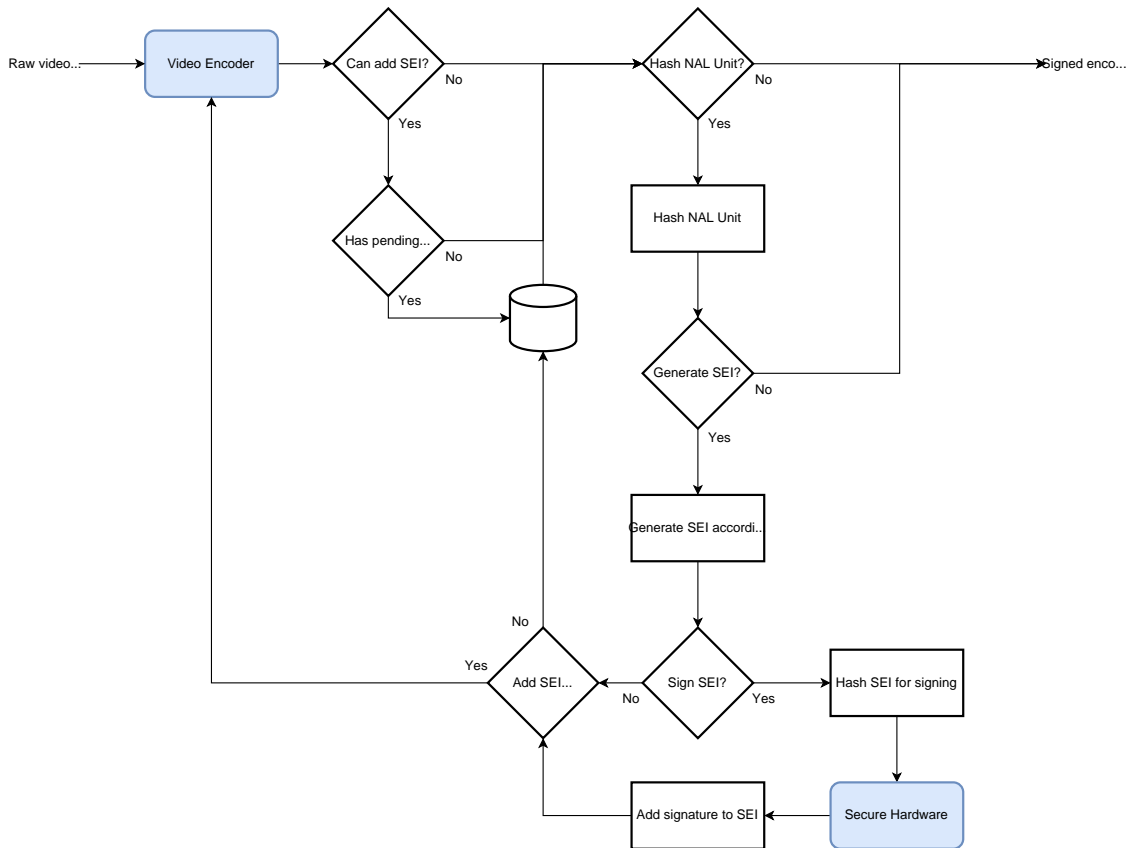 Raw video...
Video Encoder
Can add SEI?
No
Yes
Hash NAL Unit?
No
Yes
Signed enco...
Has pending...
No
Yes
Hash NAL Unit
Generate SEI?
No
Yes
Generate SEI accordi...
No
Yes
Add SEI...
No
Sign SEI?
Yes
Hash SEI for signing
Add signature to SEI
Secure Hardware